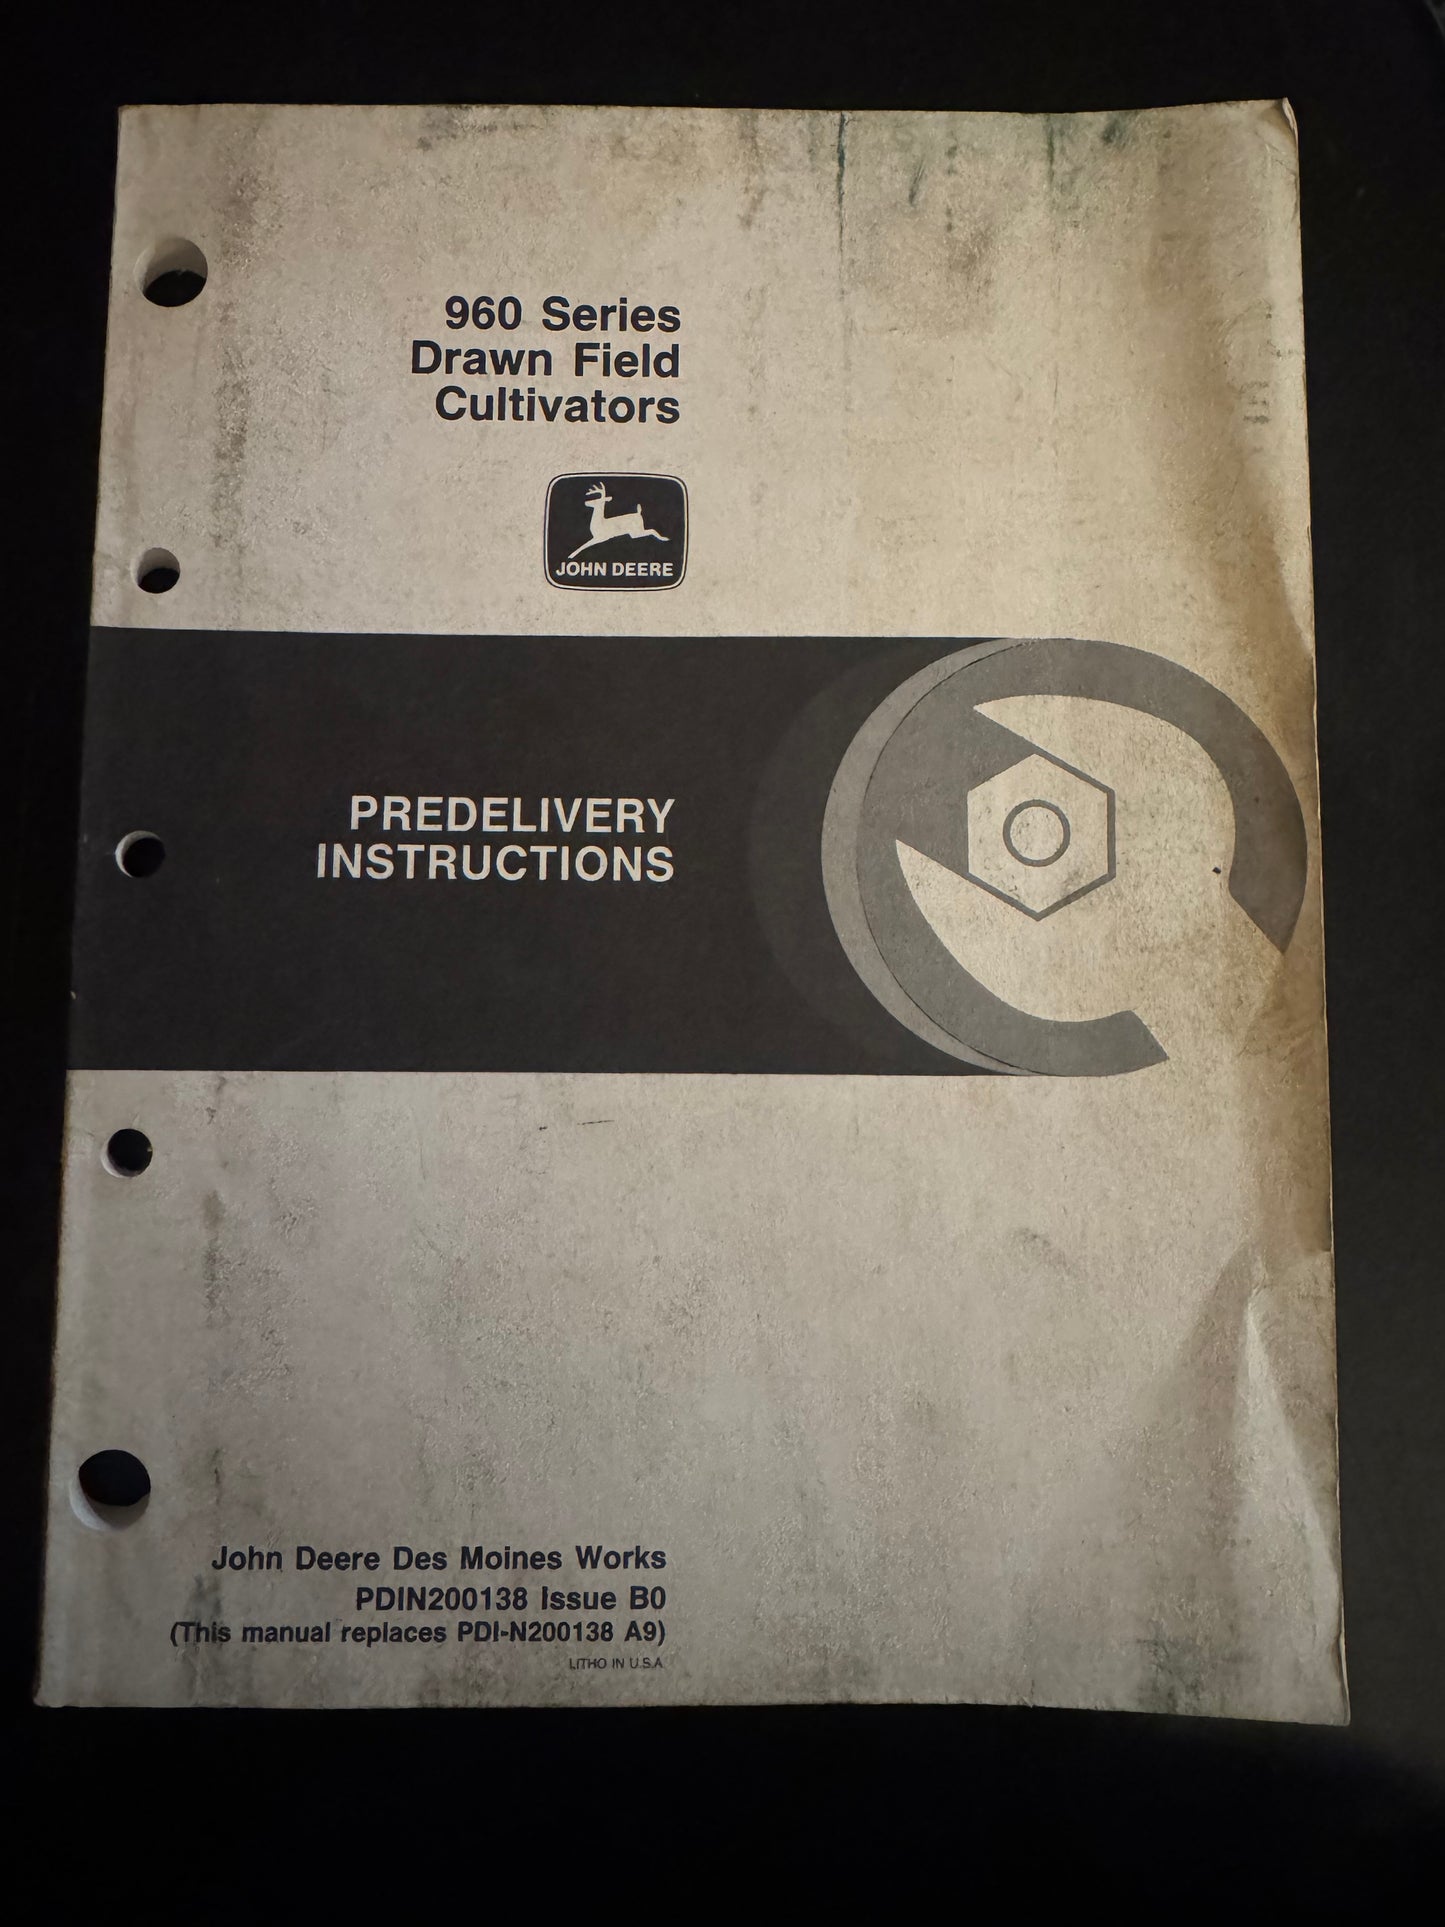 960 Series
Drawn Field
Cultivators
JOHN DEERE
PREDELIVERY
INSTRUCTIONS
John Deere Des Moines Works
PDIN200138 Issue B0
(This manual replaces PDI-N200138 A9)
LITHO IN U.S.A.